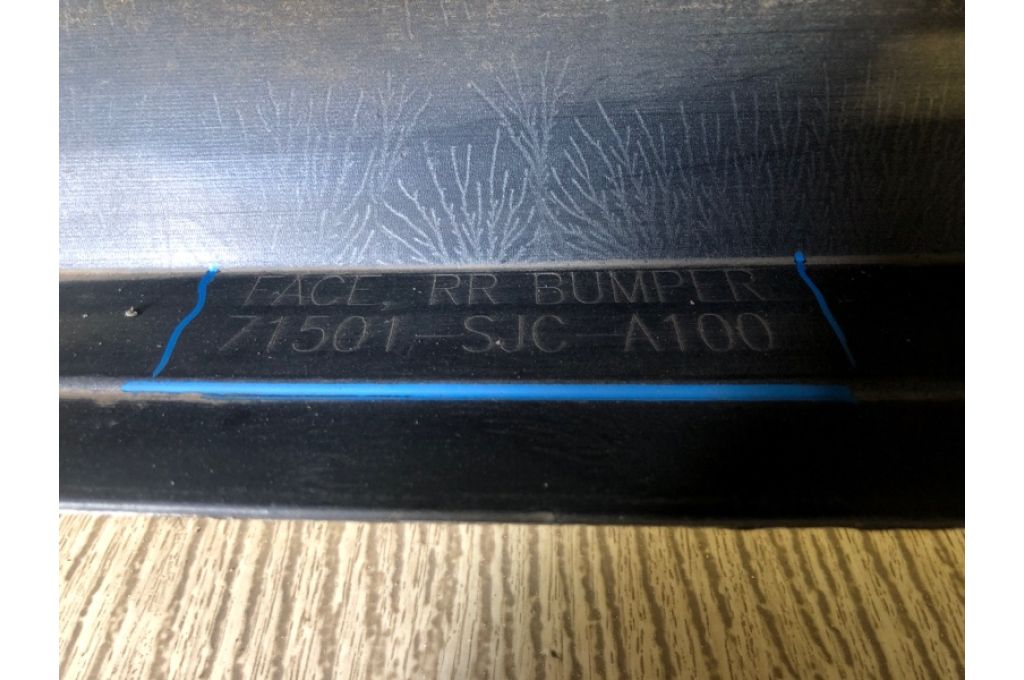 FACE, RR BUMPER
71501-SJC-A100